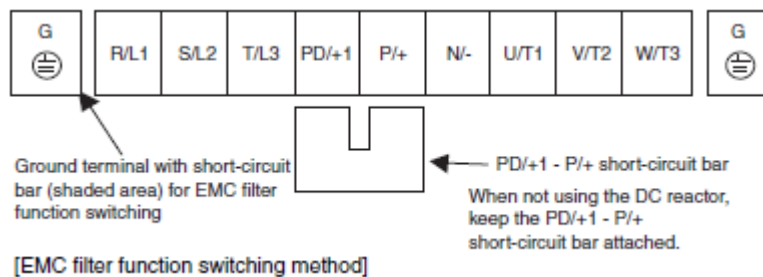 G R/L1 S/L2 T/L3 PD/+1 P/+ N/- U/T1 V/T2 W/T3 G
Ground terminal with short-circuit
bar (shaded area) for EMC filter
function switching
PD/+1 - P/+ short-circuit bar
When not using the DC reactor,
keep the PD/+1 - P/+
short-circuit bar attached.
[EMC filter function switching method]